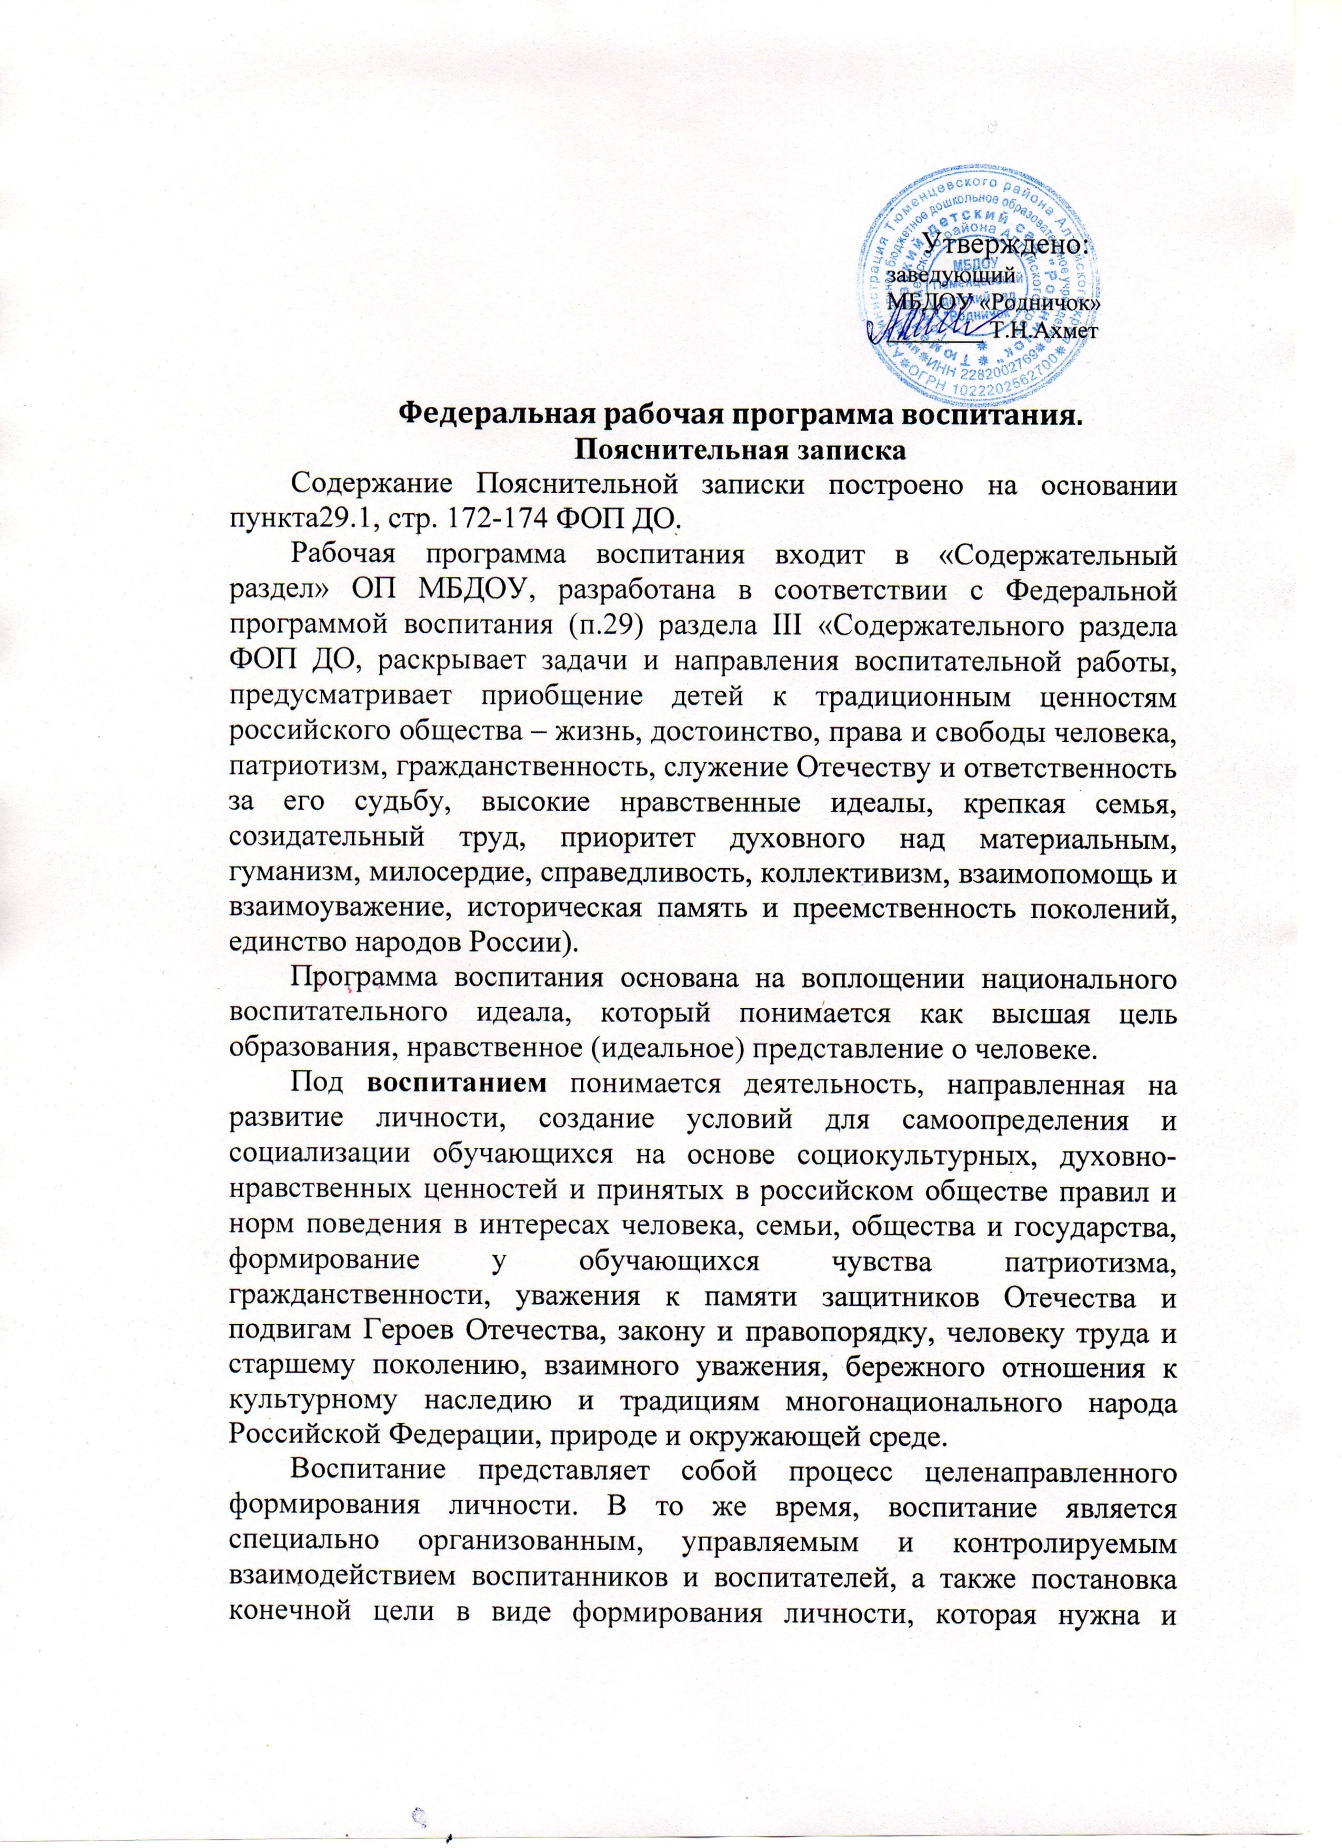 Утверждено:
заведующий
МБДОУ «Родничок»
Т.Н.Ахмет
МБДОУ
Тюменцевский
детский сад
"Родничок"
ИНН 2282002769
ОГРН 1022202562700
Федеральная рабочая программа воспитания.
Пояснительная записка
Содержание Пояснительной записки построено на основании
пункта29.1, стр. 172-174 ФОП ДО.
Рабочая программа воспитания входит в «Содержательный
раздел» ОП МБДОУ, разработана в соответствии с Федеральной
программой воспитания (п.29) раздела III «Содержательного раздела
ФОП ДО, раскрывает задачи и направления воспитательной работы,
предусматривает приобщение детей к традиционным ценностям
российского общества – жизнь, достоинство, права и свободы человека,
патриотизм, гражданственность, служение Отечеству и ответственность
за его судьбу, высокие нравственные идеалы, крепкая семья,
созидательный труд, приоритет духовного над материальным,
гуманизм, милосердие, справедливость, коллективизм, взаимопомощь и
взаимоуважение, историческая память и преемственность поколений,
единство народов России).
Программа воспитания основана на воплощении национального
воспитательного идеала, который понимается как высшая цель
образования, нравственное (идеальное) представление о человеке.
Под воспитанием понимается деятельность, направленная на
развитие личности, создание условий для самоопределения и
социализации обучающихся на основе социокультурных, духовно-
нравственных ценностей и принятых в российском обществе правил и
норм поведения в интересах человека, семьи, общества и государства,
формирование у обучающихся чувства патриотизма,
гражданственности, уважения к памяти защитников Отечества и
подвигам Героев Отечества, закону и правопорядку, человеку труда и
старшему поколению, взаимного уважения, бережного отношения к
культурному наследию и традициям многонационального народа
Российской Федерации, природе и окружающей среде.
Воспитание представляет собой процесс целенаправленного
формирования личности. В то же время, воспитание является
специально организованным, управляемым и контролируемым
взаимодействием воспитанников и воспитателей, а также постановка
конечной цели в виде формирования личности, которая нужна и